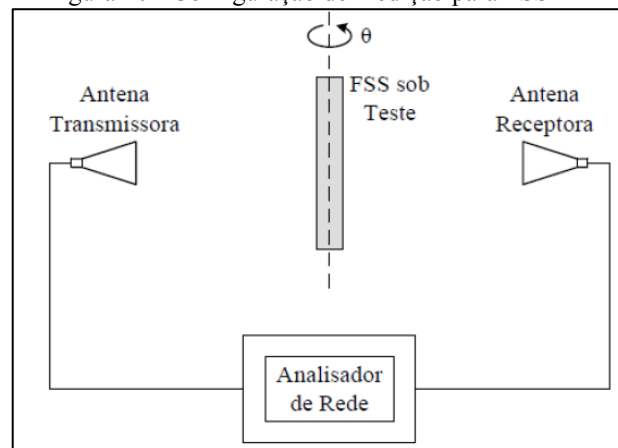 θ
FSS sob
Teste
Antena
Transmissora
Antena
Receptora
Analisador
de Rede